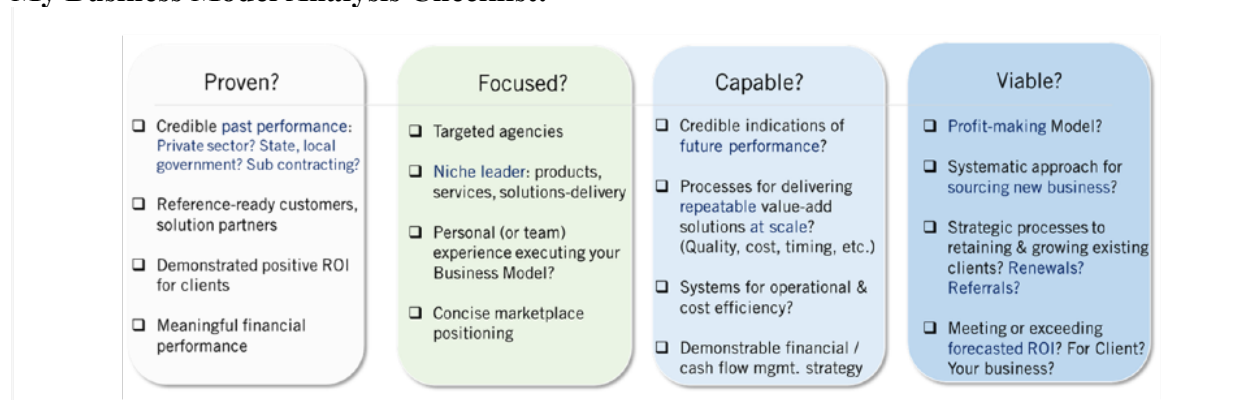 My Business Model Analysis Checklist:
Proven?
❑ Credible past performance:
Private sector? State, local
government? Sub contracting?
❑ Reference-ready customers,
solution partners
❑ Demonstrated positive ROI
for clients
❑ Meaningful financial
performance
Focused?
❑ Targeted agencies
❑ Niche leader: products,
services, solutions-delivery
❑ Personal (or team)
experience executing your
Business Model?
❑ Concise marketplace
positioning
Capable?
❑ Credible indications of
future performance?
❑ Processes for delivering
repeatable value-add
solutions at scale?
(Quality, cost, timing, etc.)
❑ Systems for operational &
cost efficiency?
❑ Demonstrable financial /
cash flow mgmt. strategy
Viable?
❑ Profit-making Model?
❑ Systematic approach for
sourcing new business?
❑ Strategic processes to
retaining & growing existing
clients? Renewals?
Referrals?
❑ Meeting or exceeding
forecasted ROI? For Client?
Your business?